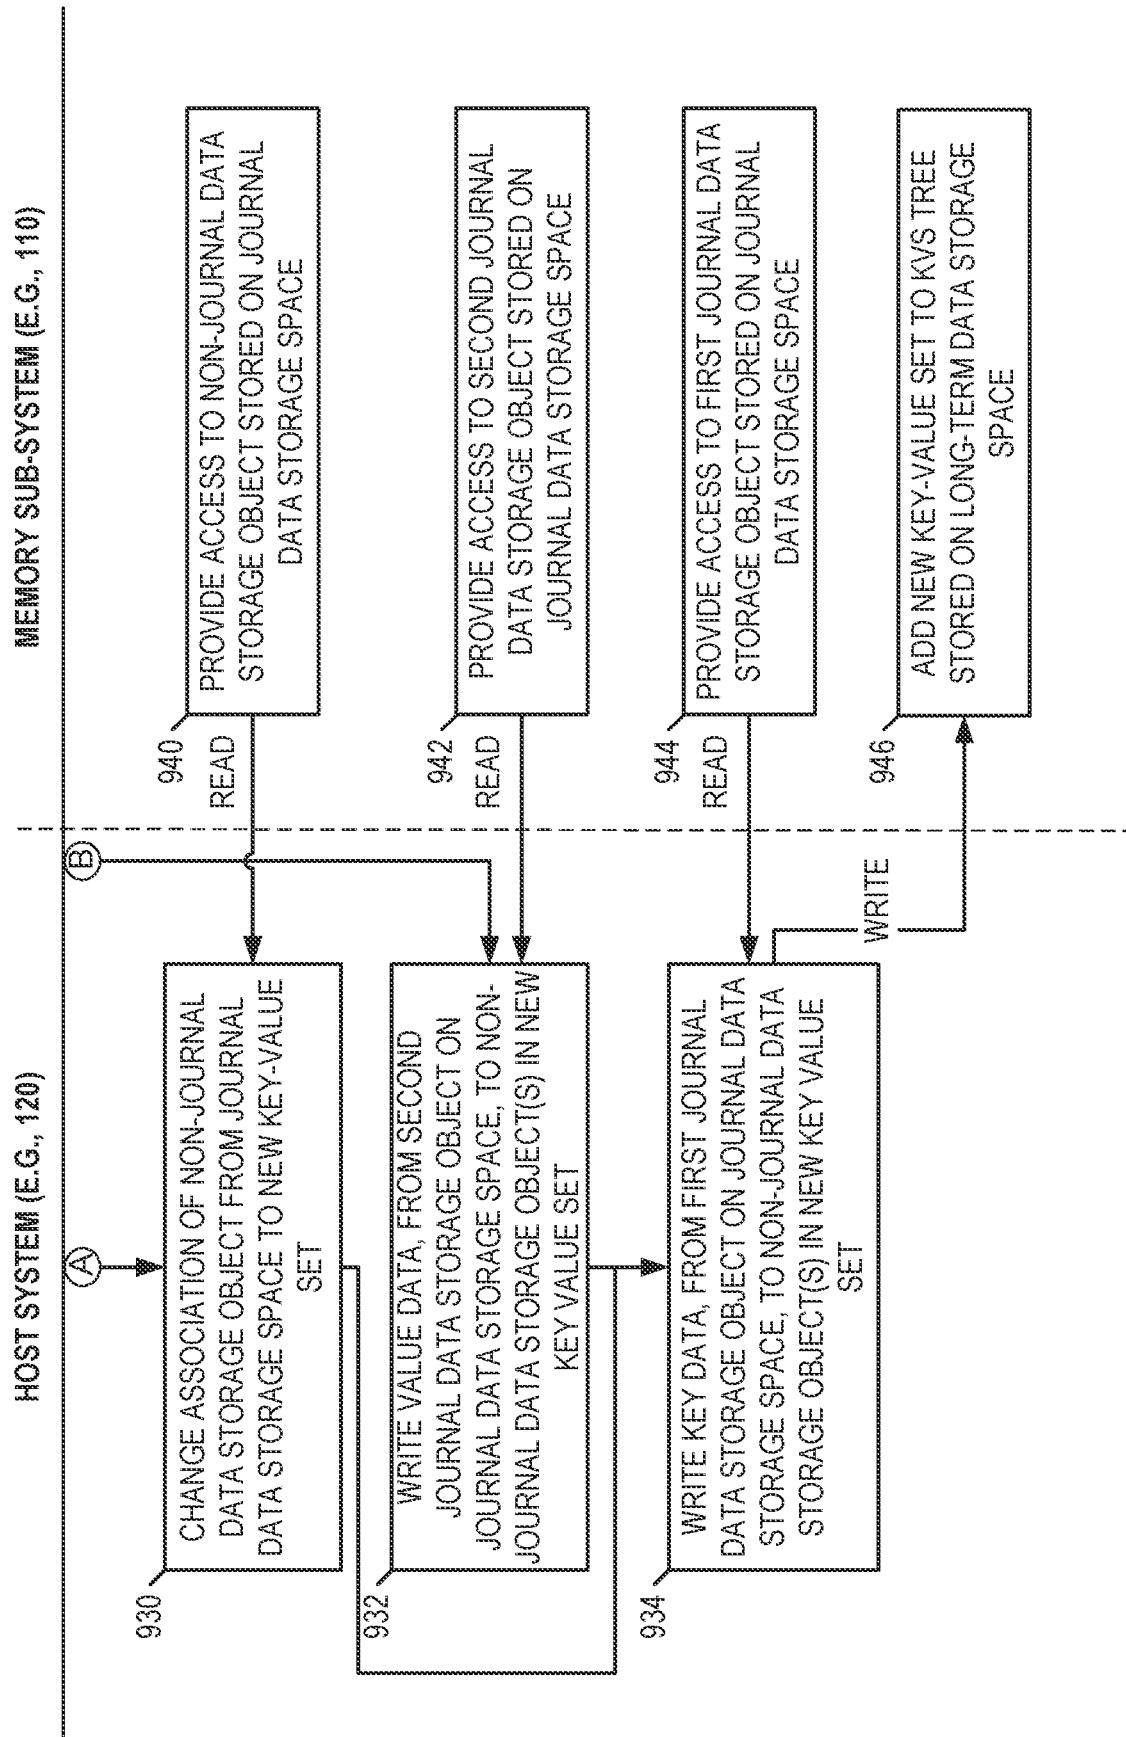 HOST SYSTEM (E.G., 120)
MEMORY SUB-SYSTEM (E.G., 110)
A
B
930
CHANGE ASSOCIATION OF NON-JOURNAL
DATA STORAGE OBJECT FROM JOURNAL
DATA STORAGE SPACE TO NEW KEY-VALUE
SET
READ
940
PROVIDE ACCESS TO NON-JOURNAL DATA
STORAGE OBJECT STORED ON JOURNAL
DATA STORAGE SPACE
932
WRITE VALUE DATA, FROM SECOND
JOURNAL DATA STORAGE OBJECT ON
JOURNAL DATA STORAGE SPACE, TO NON-
JOURNAL DATA STORAGE OBJECT(S) IN NEW
KEY VALUE SET
READ
942
PROVIDE ACCESS TO SECOND JOURNAL
DATA STORAGE OBJECT STORED ON
JOURNAL DATA STORAGE SPACE
934
WRITE KEY DATA, FROM FIRST JOURNAL
DATA STORAGE OBJECT ON JOURNAL DATA
STORAGE SPACE, TO NON-JOURNAL DATA
STORAGE OBJECT(S) IN NEW KEY VALUE
SET
READ
944
PROVIDE ACCESS TO FIRST JOURNAL DATA
STORAGE OBJECT STORED ON JOURNAL
DATA STORAGE SPACE
WRITE
946
ADD NEW KEY-VALUE SET TO KVS TREE
STORED ON LONG-TERM DATA STORAGE
SPACE